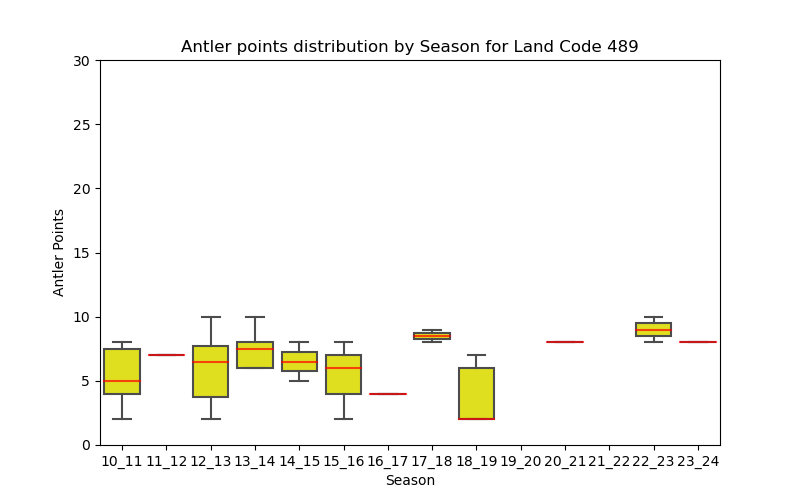 Antler points distribution by Season for Land Code 489
30
25
20
15
10
5
0
Antler Points
10_11 11_12 12_13 13_14 14_15 15_16 16_17 17_18 18_19 19_20 20_21 21_22 22_23 23_24
Season